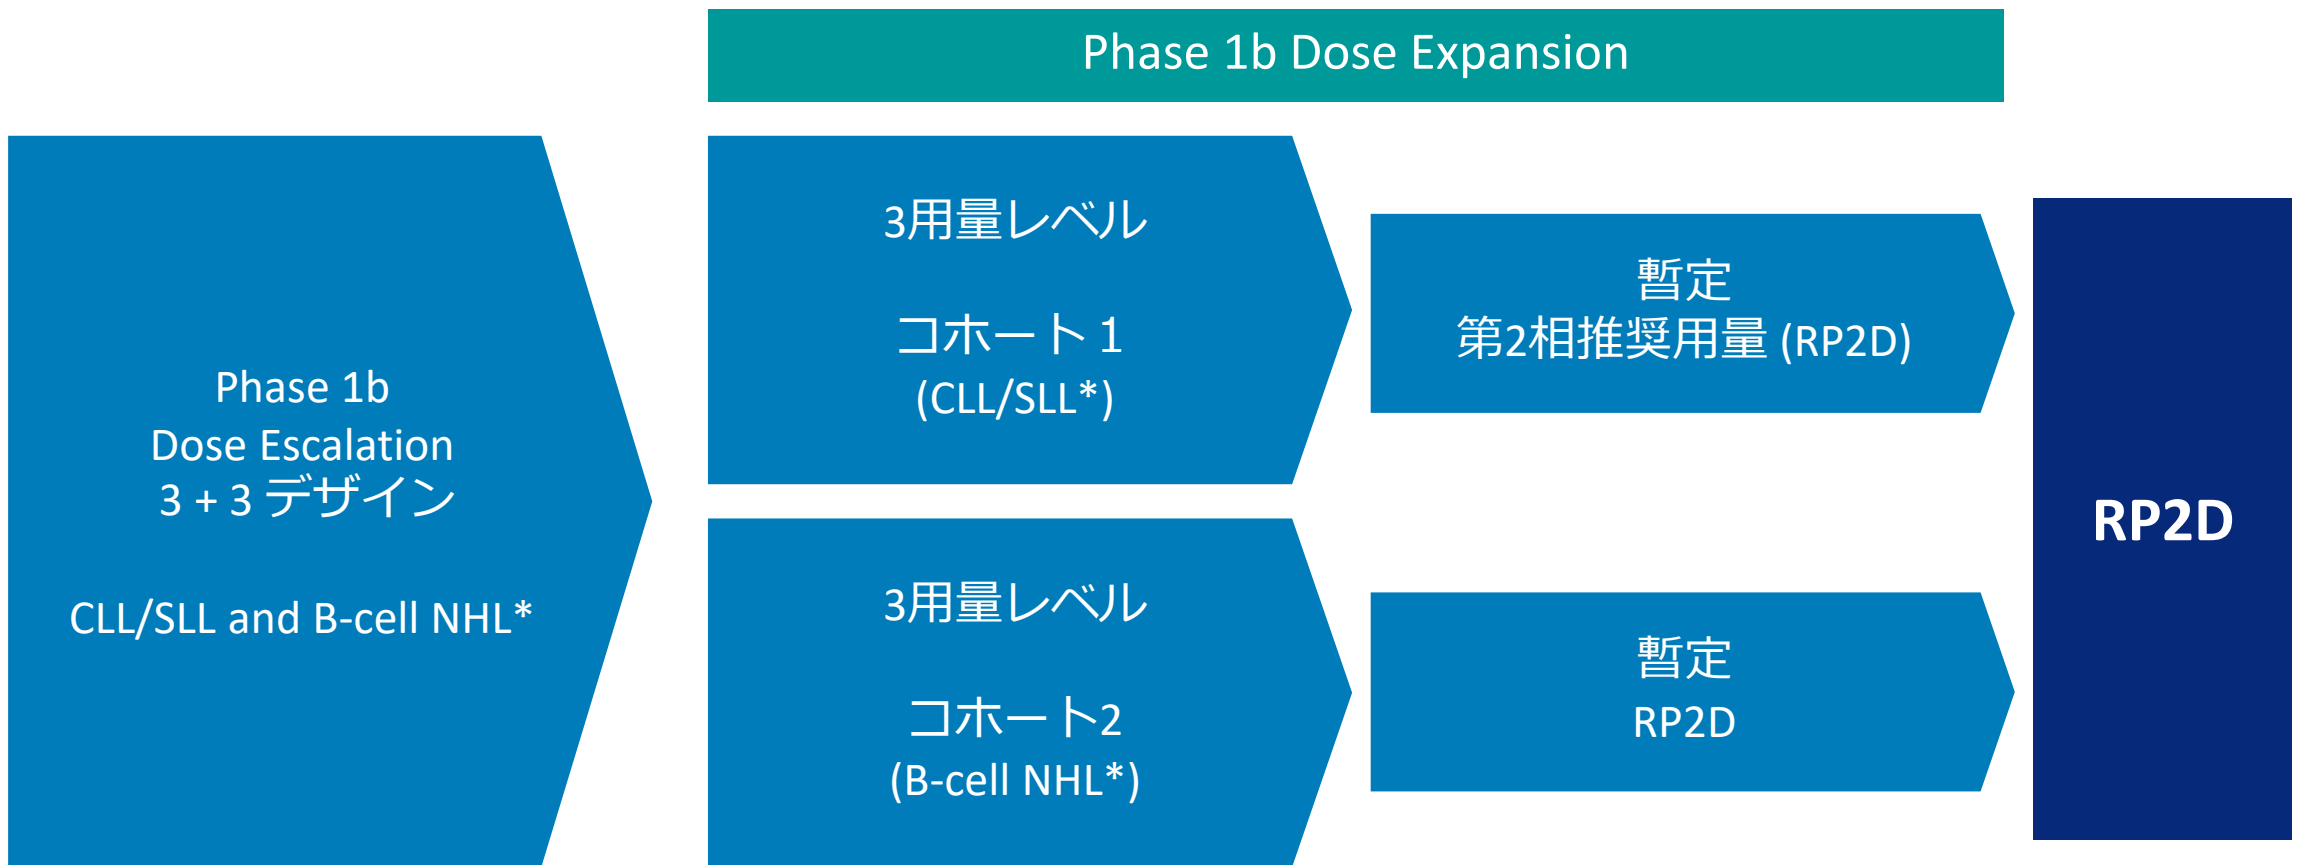 Phase 1b Dose Expansion
Phase 1b
Dose Escalation
3 + 3 デザイン
CLL/SLL and B-cell NHL*
3用量レベル
コホート 1
(CLL/SLL*)
暫定
第2相推奨用量 (RP2D)
3用量レベル
コホート2
(B-cell NHL*)
暫定
RP2D
RP2D